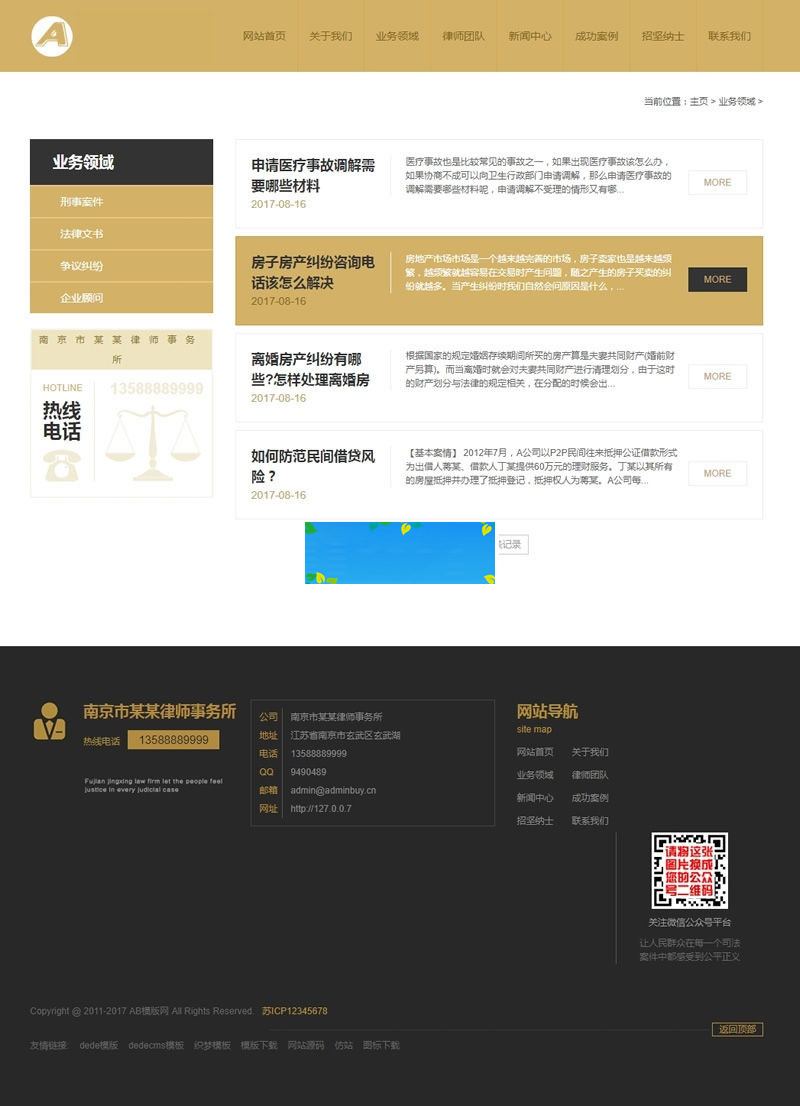 A
网站首页 关于我们 业务领域 律师团队 新闻中心 成功案例 招坚纳士 联系我们
当前位置：主页 > 业务领域 >
业务领域
刑事案件
法律文书
争议纠纷
企业顾问
南京市某某律师事务
所
HOTLINE 13588889999
热线
电话
申请医疗事故调解需
要哪些材料
2017-08-16
医疗事故也是比较常见的事故之一，如果出现医疗事故该怎么办，
如果协商不成可以向卫生行政部门申请调解，那么申请医疗事故的
调解需要哪些材料呢，申请调解不受理的情形又有哪...
MORE
房子房产纠纷咨询电
话该怎么解决
2017-08-16
房地产市场市场是一个越来越完善的市场，房子卖家也是越来越频
繁，越频繁就越容易在交易时产生问题，随之产生的房子买卖的纠
纷就越多。当产生纠纷时我们自然会问原因是什么，...
MORE
离婚房产纠纷有哪
些?怎样处理离婚房
2017-08-16
根据国家的规定婚姻存续期间所买的房产算是夫妻共同财产(婚前财
产另算)。而当离婚时就会对夫妻共同财产进行清理划分，由于这时
的财产划分与法律的规定相关，在分配的时候会出...
MORE
如何防范民间借贷风
险？
2017-08-16
【基本案情】 2012年7月，A公司以P2P民间往来抵押公证借款形式
为出借人蒋某、借款人丁某提供60万元的理财服务。丁某以其所有
的房屋抵押并办理了抵押登记，抵押权人为蒋某。A公司每...
MORE
记录
南京市某某律师事务所
热线电话 13588889999
Fujian jingxing law firm let the people feel
justice in every judicial case
公司 南京市某某律师事务所
地址 江苏省南京市玄武区玄武湖
电话 13588889999
QQ 9490489
邮箱 admin@adminbuy.cn
网址 http://127.0.0.7
网站导航
site map
网站首页 关于我们
业务领域 律师团队
新闻中心 成功案例
招坚纳士 联系我们
请将这张
图片换成
您的公众
号二维码
关注微信公众号平台
让人民群众在每一个司法
案件中都感受到公平正义
Copyright @ 2011-2017 AB模版网 All Rights Reserved. 苏ICP12345678
返回顶部
友情链接: dede模版 dedecms模板 织梦模板 模版下载 网站源码 仿站 图标下载